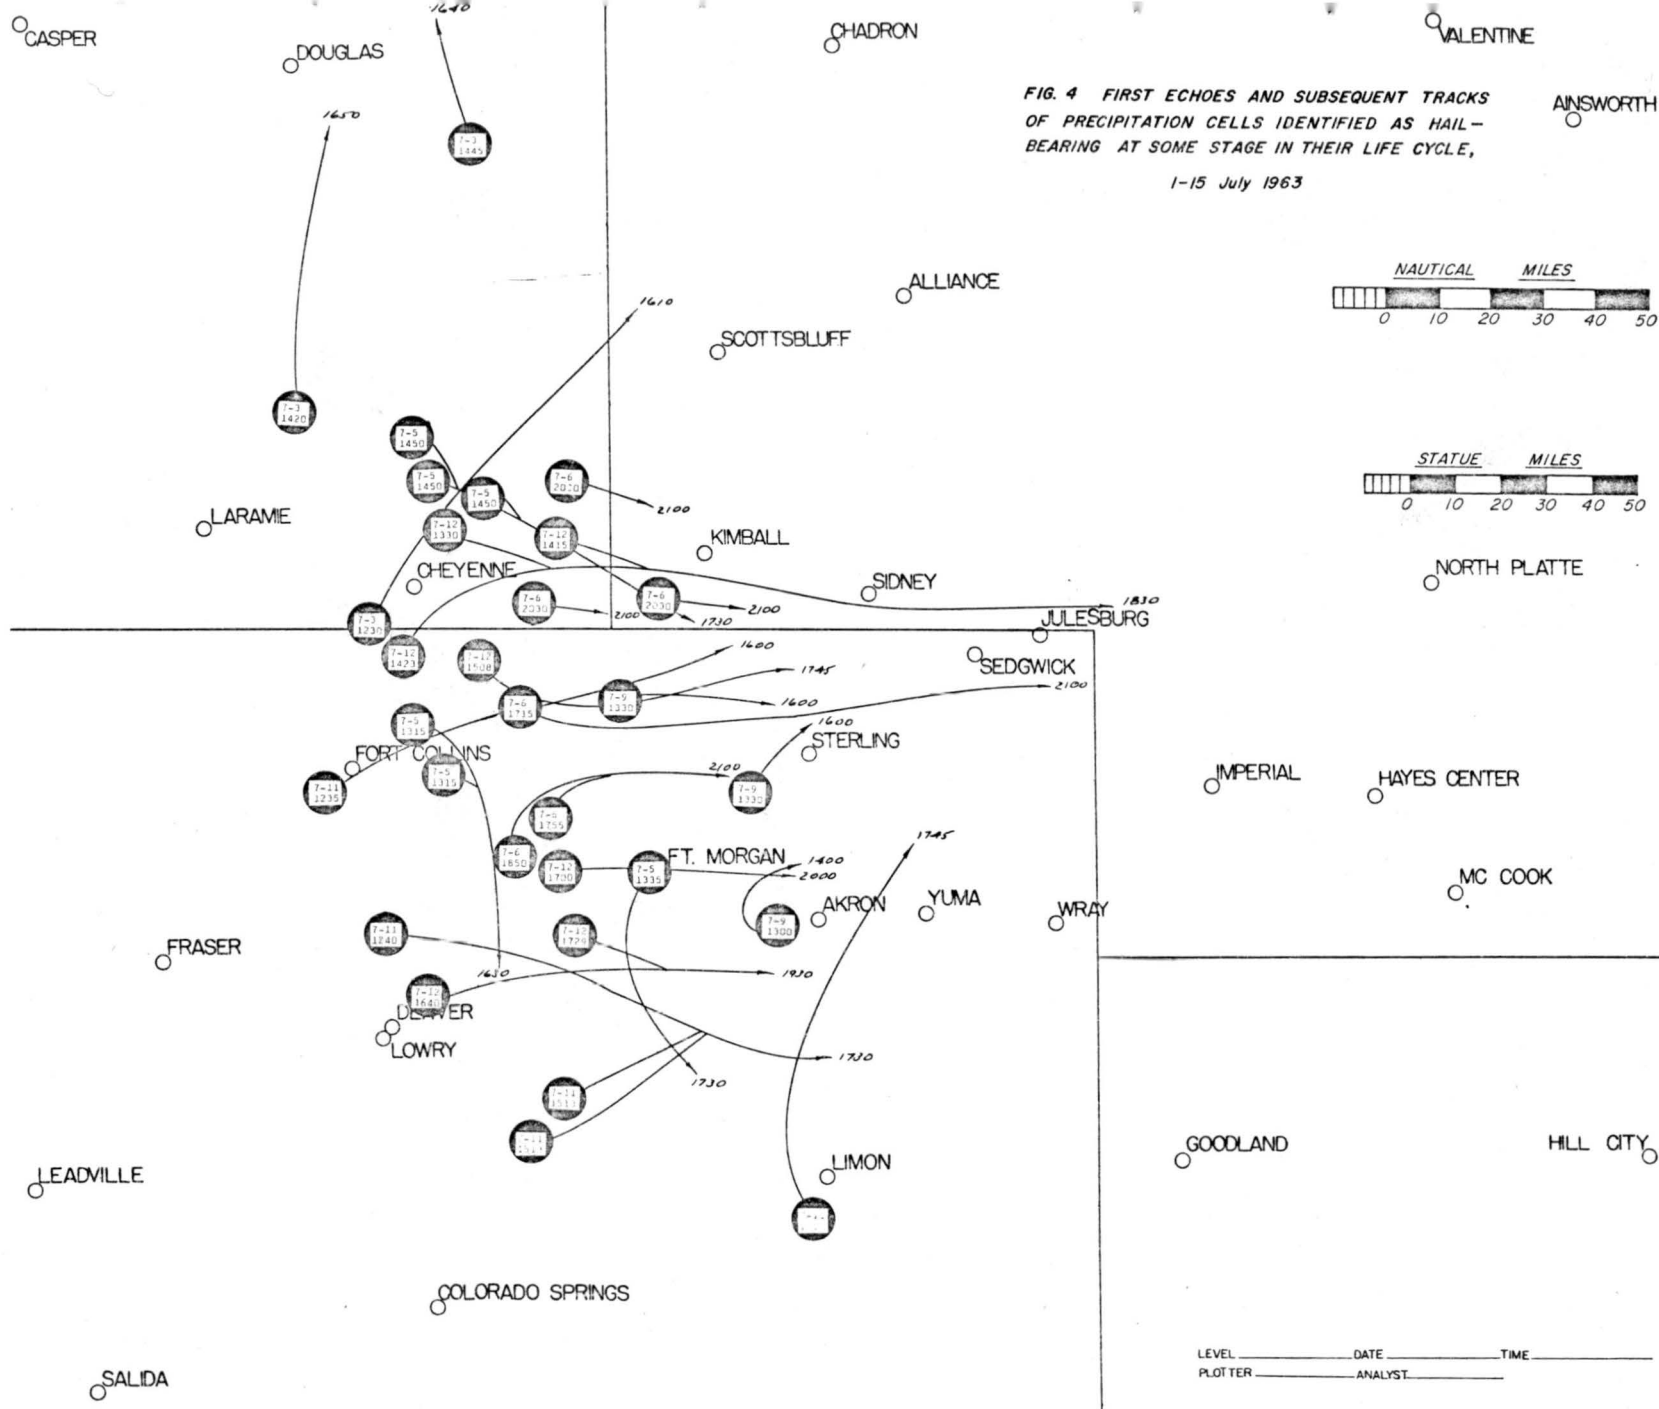 1640
CASPER
CHADRON
VALENTINE
DOUGLAS
FIG. 4 FIRST ECHOES AND SUBSEQUENT TRACKS
OF PRECIPITATION CELLS IDENTIFIED AS HAIL-
BEARING AT SOME STAGE IN THEIR LIFE CYCLE,
1-15 July 1963
AINSWORTH
1650
7-3
1445
ALLIANCE
NAUTICAL MILES
0 10 20 30 40 50
1610
SCOTTSBLUFF
7-3
1420
7-5
1450
STATUE MILES
0 10 20 30 40 50
7-5
1450
7-5
1450
7-6
2100
LARAMIE
7-12
1330
7-12
1415
KIMBALL
CHEYENNE
SIDNEY
NORTH PLATTE
7-6
2030
2100
7-6
2030
2100
1730
1830
7-3
1230
JULESBURG
7-12
1423
7-12
1508
1600
SEDGWICK
1745
2100
7-6
1715
7-9
1330
1600
7-5
1315
1600
STERLING
FORT COLLINS
7-5
1315
2100
7-9
1330
IMPERIAL
HAYES CENTER
7-11
1235
7-6
1755
7-6
1850
7-12
1700
7-5
1335
FT. MORGAN
1400
2000
1745
MC COOK
AKRON
YUMA
WRAY
7-9
1300
7-11
1240
7-12
1729
FRASER
1630
1930
7-12
1640
DENVER
LOWRY
1730
1730
7-11
7-11
GOODLAND
HILL CITY
LIMON
LEADVILLE
COLORADO SPRINGS
SALIDA
LEVEL DATE TIME
PLOTTER ANALYST